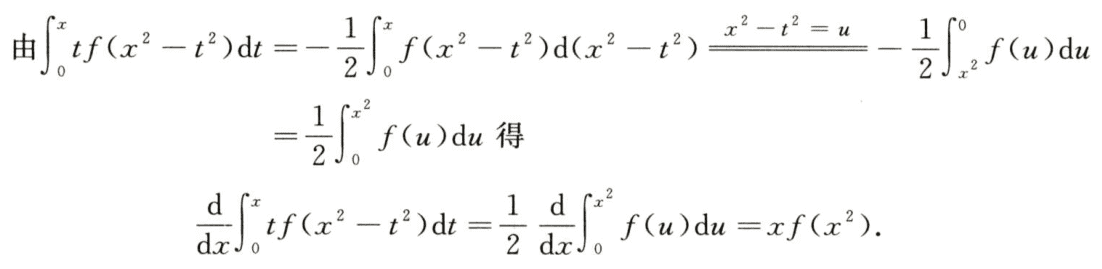 由∫₀ˣ tf(x² − t²)dt = −1/2 ∫₀ˣ f(x² − t²)d(x² − t²) ══(x² − t² = u)══ −1/2 ∫_{x²}^0 f(u)du
= 1/2 ∫_0^{x²} f(u)du 得
d/dx ∫₀ˣ tf(x² − t²)dt = 1/2 d/dx ∫_0^{x²} f(u)du = xf(x²).